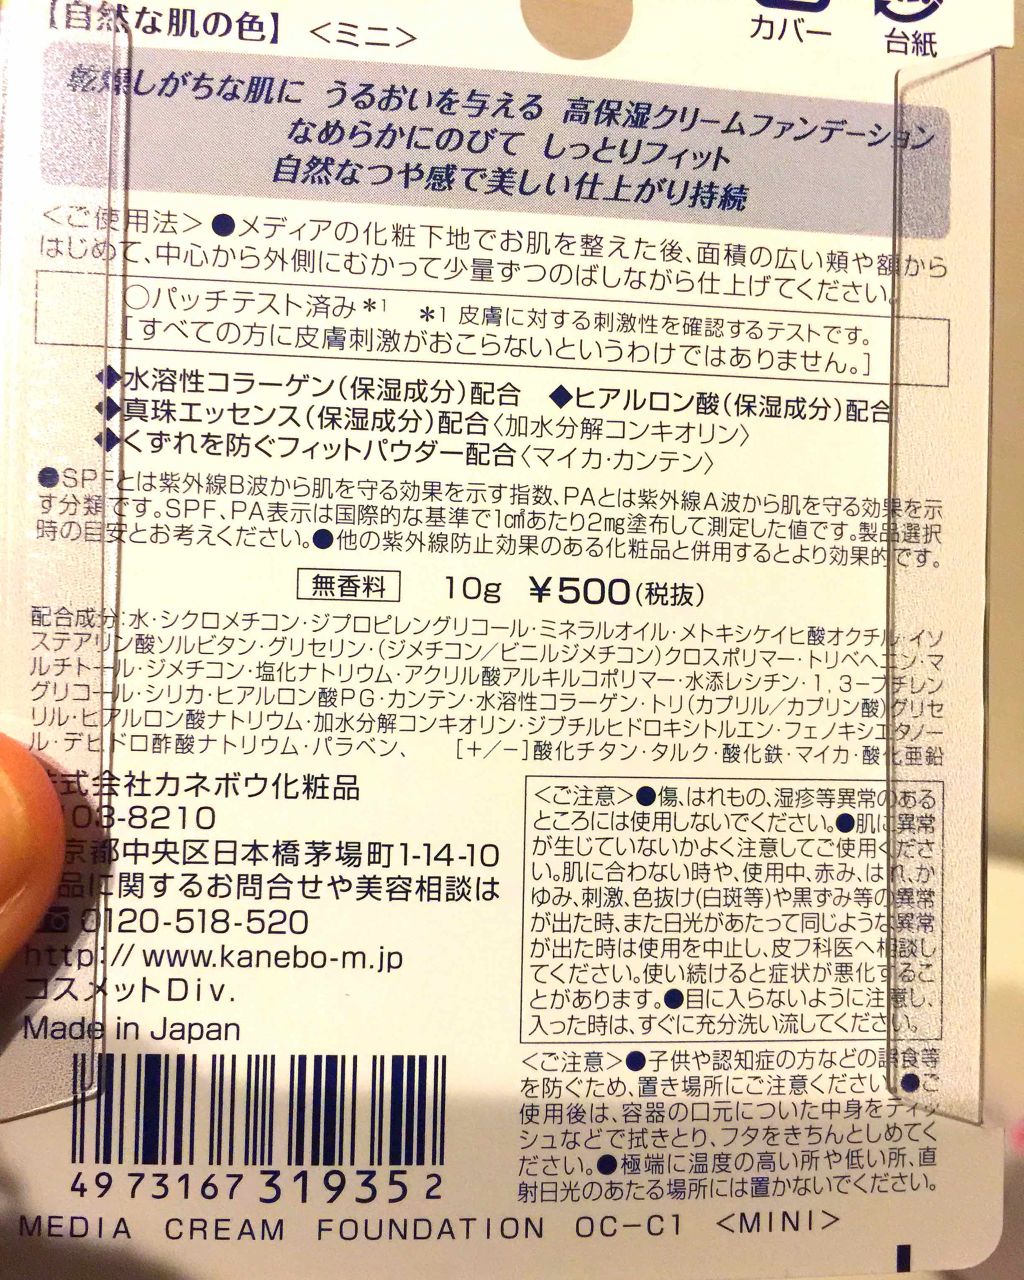 【自然な肌の色】 <ミニ>
カバー
台紙
乾燥しがちな肌に うるおいを与える 高保湿クリームファンデーション
なめらかにのびて しっとりフィット
自然なつや感で美しい仕上がり持続
<ご使用法>●メディアの化粧下地でお肌を整えた後、面積の広い頬や額から
はじめて、中心から外側にむかって少量ずつのばしながら仕上げてください。
○パッチテスト済み*1 *1 皮膚に対する刺激性を確認するテストです。
[すべての方に皮膚刺激がおこらないというわけではありません。]
◆水溶性コラーゲン(保湿成分)配合 ◆ヒアルロン酸(保湿成分)配合
◆真珠エッセンス(保湿成分)配合〈加水分解コンキオリン〉
◆くずれを防ぐフィットパウダー配合〈マイカ・カンテン〉
●SPFとは紫外線B波から肌を守る効果を示す指数、PAとは紫外線A波から肌を守る効果を示
す分類です。SPF、PA表示は国際的な基準で1c㎡あたり2mg塗布して測定した値です。製品選択
時の目安とお考えください。●他の紫外線防止効果のある化粧品と併用するとより効果的です。
無香料 10g ¥500(税抜)
配合成分:水・シクロメチコン・ジプロピレングリコール・ミネラルオイル・メトキシケイヒ酸オクチル・イソ
ステアリン酸ソルビタン・グリセリン・(ジメチコン/ビニルジメチコン)クロスポリマー・トリベヘニン・マ
ルチトール・ジメチコン・塩化ナトリウム・アクリル酸アルキルコポリマー・水添レシチン・1,3-ブチレン
グリコール・シリカ・ヒアルロン酸PG・カンテン・水溶性コラーゲン・トリ(カプリル/カプリン酸)グリセ
リル・ヒアルロン酸ナトリウム・加水分解コンキオリン・ジブチルヒドロキシトルエン・フェノキシエタノー
ル・デヒドロ酢酸ナトリウム・パラベン、 [+/-]酸化チタン・タルク・酸化鉄・マイカ・酸化亜鉛
式会社カネボウ化粧品
03-8210
京都中央区日本橋茅場町1-14-10
品に関するお問合せや美容相談は
0120-518-520
http://www.kanebo-m.jp
コスメットDiv.
Made in Japan
<ご注意>●傷、はれもの、湿疹等異常のある
ところには使用しないでください。●肌に異常
が生じていないかよく注意してご使用くださ
い。肌に合わない時や、使用中、赤み、はれ、か
ゆみ、刺激、色抜け(白斑等)や黒ずみ等の異常
が出た時、また日光があたって同じような異常
が出た時は使用を中止し、皮フ科医へ相談し
てください。使い続けると症状が悪化するこ
とがあります。●目に入らないように注意し、
入った時は、すぐに充分洗い流してください。
<ご注意>●子供や認知症の方などの誤食等
を防ぐため、置き場所にご注意ください。●ご
使用後は、容器の口元についた中身をティッ
シュなどで拭きとり、フタをきちんとしめてく
ださい。●極端に温度の高い所や低い所、直
射日光のあたる場所には置かないでください。
49 73167 31935 2
MEDIA CREAM FOUNDATION OC-C1 <MINI>